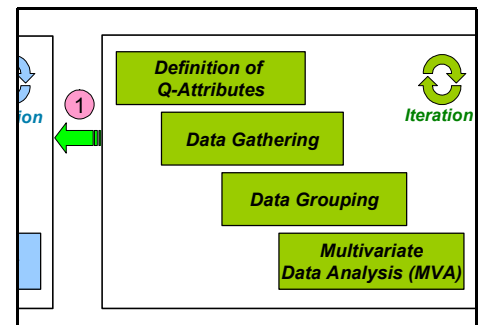 Definition of
Q-Attributes
1
Iteration
Data Gathering
Data Grouping
Multivariate
Data Analysis (MVA)